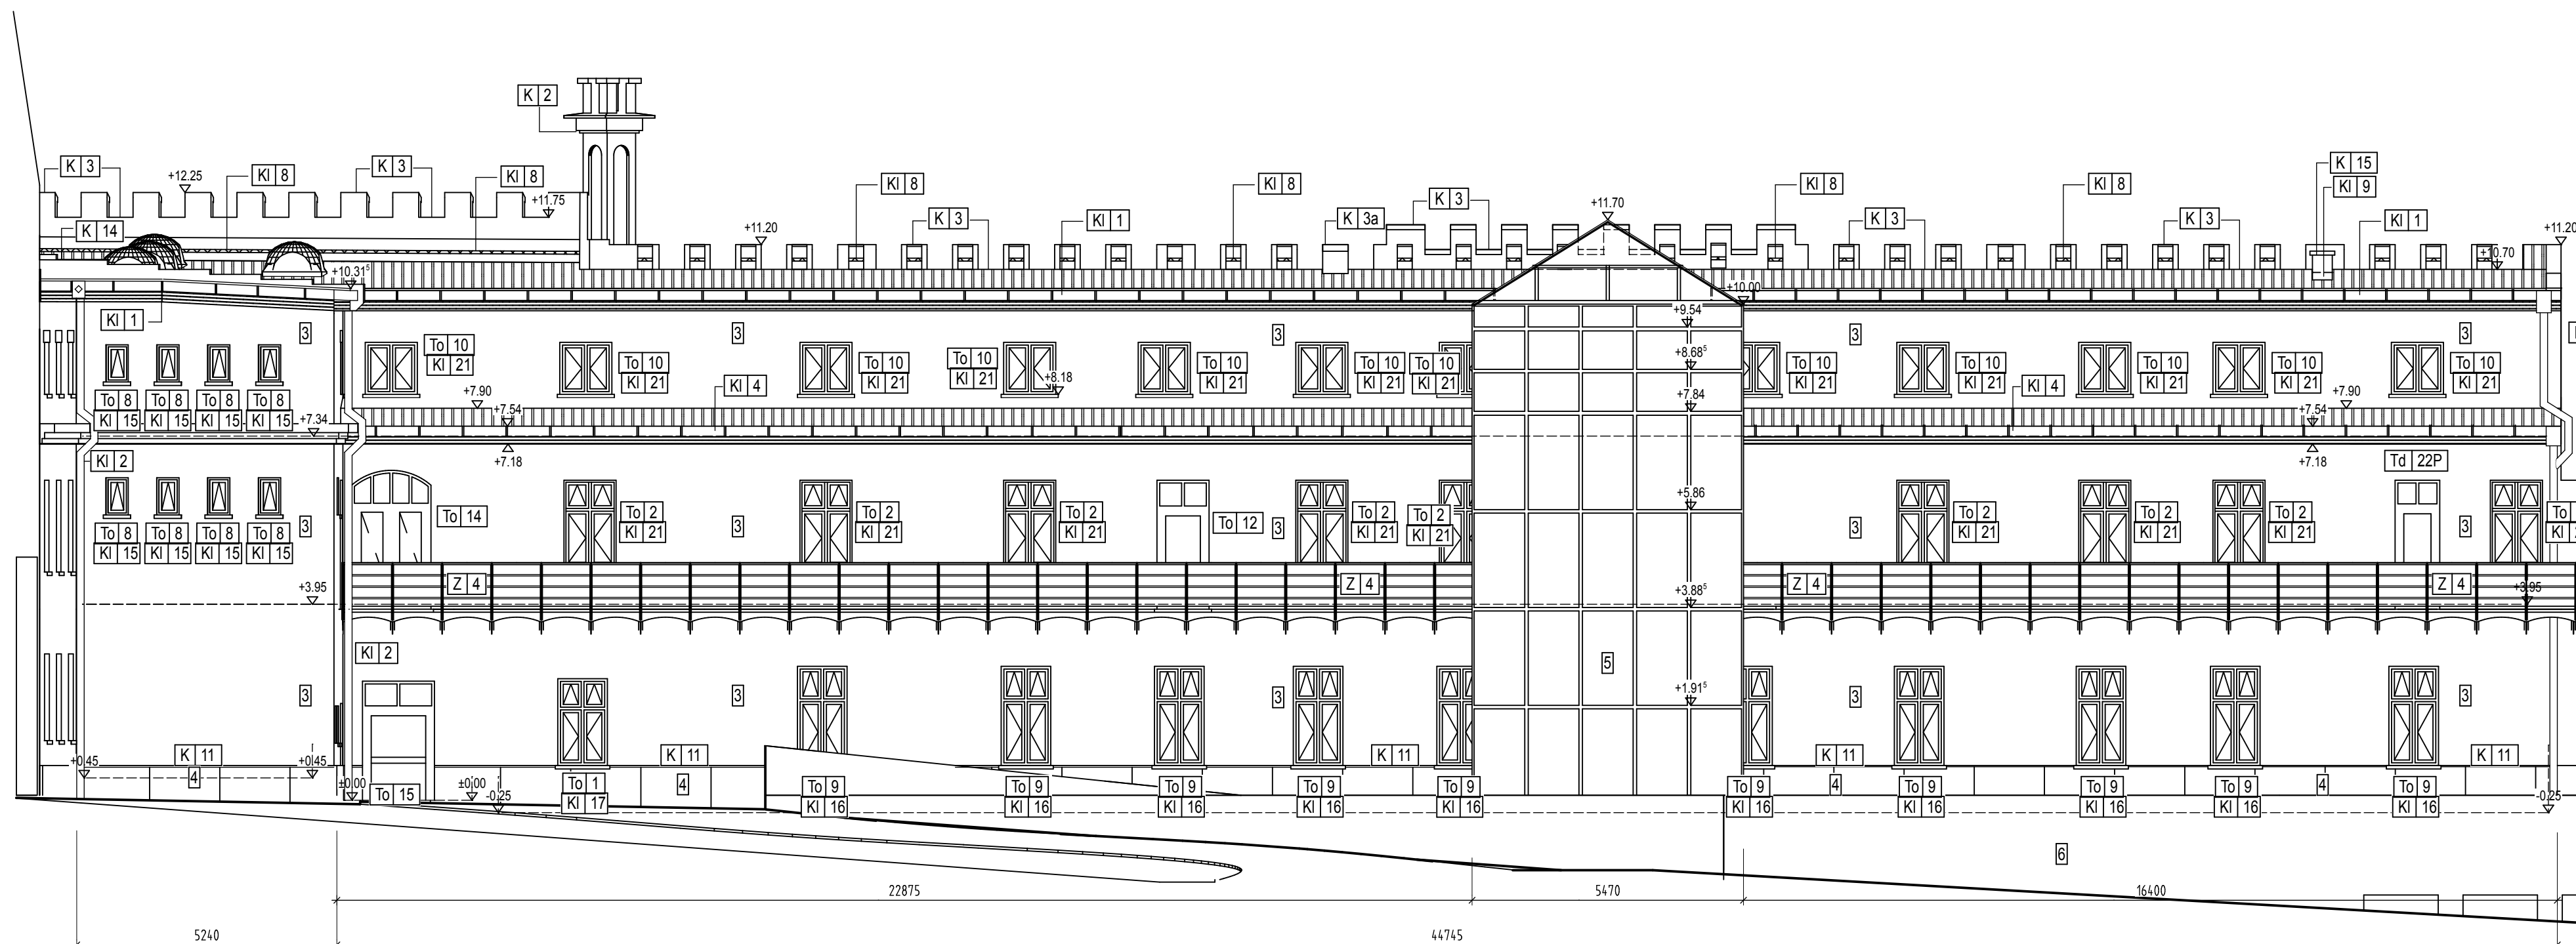 K 2
K 3
+12.25
Kl 8
K 3
Kl 8
+11.75
K 14
Kl 8
K 3
Kl 1
Kl 8
K 3a
K 3
+11.70
Kl 8
K 3
Kl 8
K 3
K 15
Kl 9
Kl 1
+11.20
+11.20
+10.31⁵
+10.00
+10.70
Kl 1
3
3
3
+9.54
3
3
To 10
Kl 21
To 10
Kl 21
To 10
Kl 21
To 10
Kl 21
To 10
Kl 21
To 10
Kl 21
To 10
Kl 21
+8.68⁵
To 10
Kl 21
To 10
Kl 21
To 10
Kl 21
To 10
Kl 21
To 10
Kl 21
+8.18
Kl 4
Kl 4
To 8
Kl 15
To 8
Kl 15
To 8
Kl 15
To 8
Kl 15
+7.90
+7.54
+7.84
+7.90
+7.54
+7.34
+7.18
+7.18
Kl 2
Td 22P
To 14
To 2
Kl 21
To 2
Kl 21
To 2
Kl 21
To 12
To 2
Kl 21
To 2
Kl 21
+5.86
To 2
Kl 21
To 2
Kl 21
To 2
Kl 21
To
Kl
3
3
3
3
3
To 8
Kl 15
To 8
Kl 15
To 8
Kl 15
To 8
Kl 15
+3.95
Z 4
Z 4
+3.88⁵
Z 4
Z 4
+3.95
Kl 2
5
3
3
3
+1.91⁵
3
3
+0.45
K 11
4
+0.45
±0.00
To 15
±0.00
-0.25
To 1
Kl 17
K 11
4
K 11
K 11
4
4
K 11
To 9
Kl 16
To 9
Kl 16
To 9
Kl 16
To 9
Kl 16
To 9
Kl 16
To 9
Kl 16
To 9
Kl 16
To 9
Kl 16
To 9
Kl 16
To 9
Kl 16
-0.25
6
22875
5470
16400
5240
44745